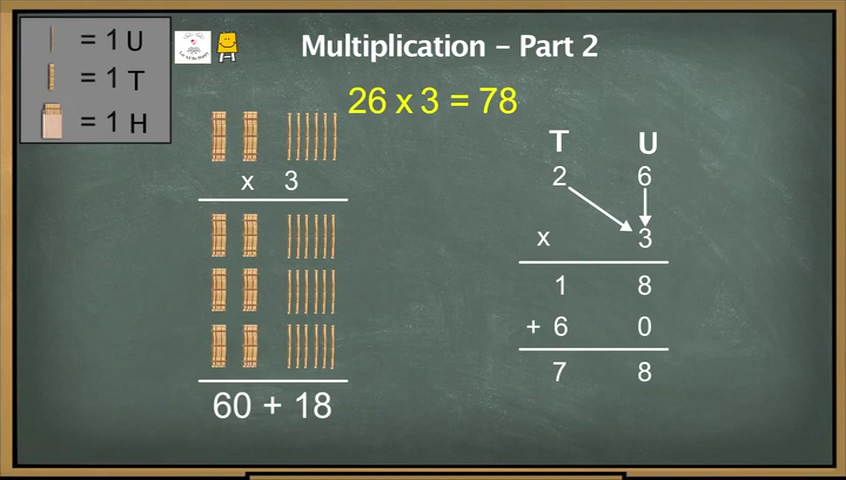 = 1 U
= 1 T
= 1 H
Multiplication – Part 2
26 x 3 = 78
x 3
60 + 18
T U
2 6
x 3
1 8
+ 6 0
7 8